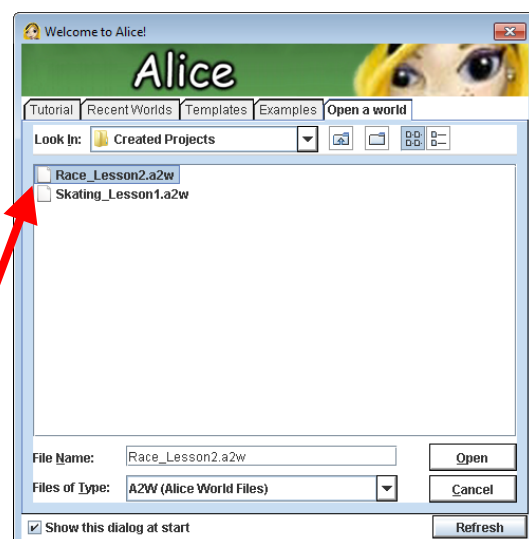 Welcome to Alice!
Alice
Tutorial Recent Worlds Templates Examples Open a world
Look In: Created Projects
Race_Lesson2.a2w
Skating_Lesson1.a2w
File Name: Race_Lesson2.a2w Open
Files of Type: A2W (Alice World Files) Cancel
Show this dialog at start Refresh